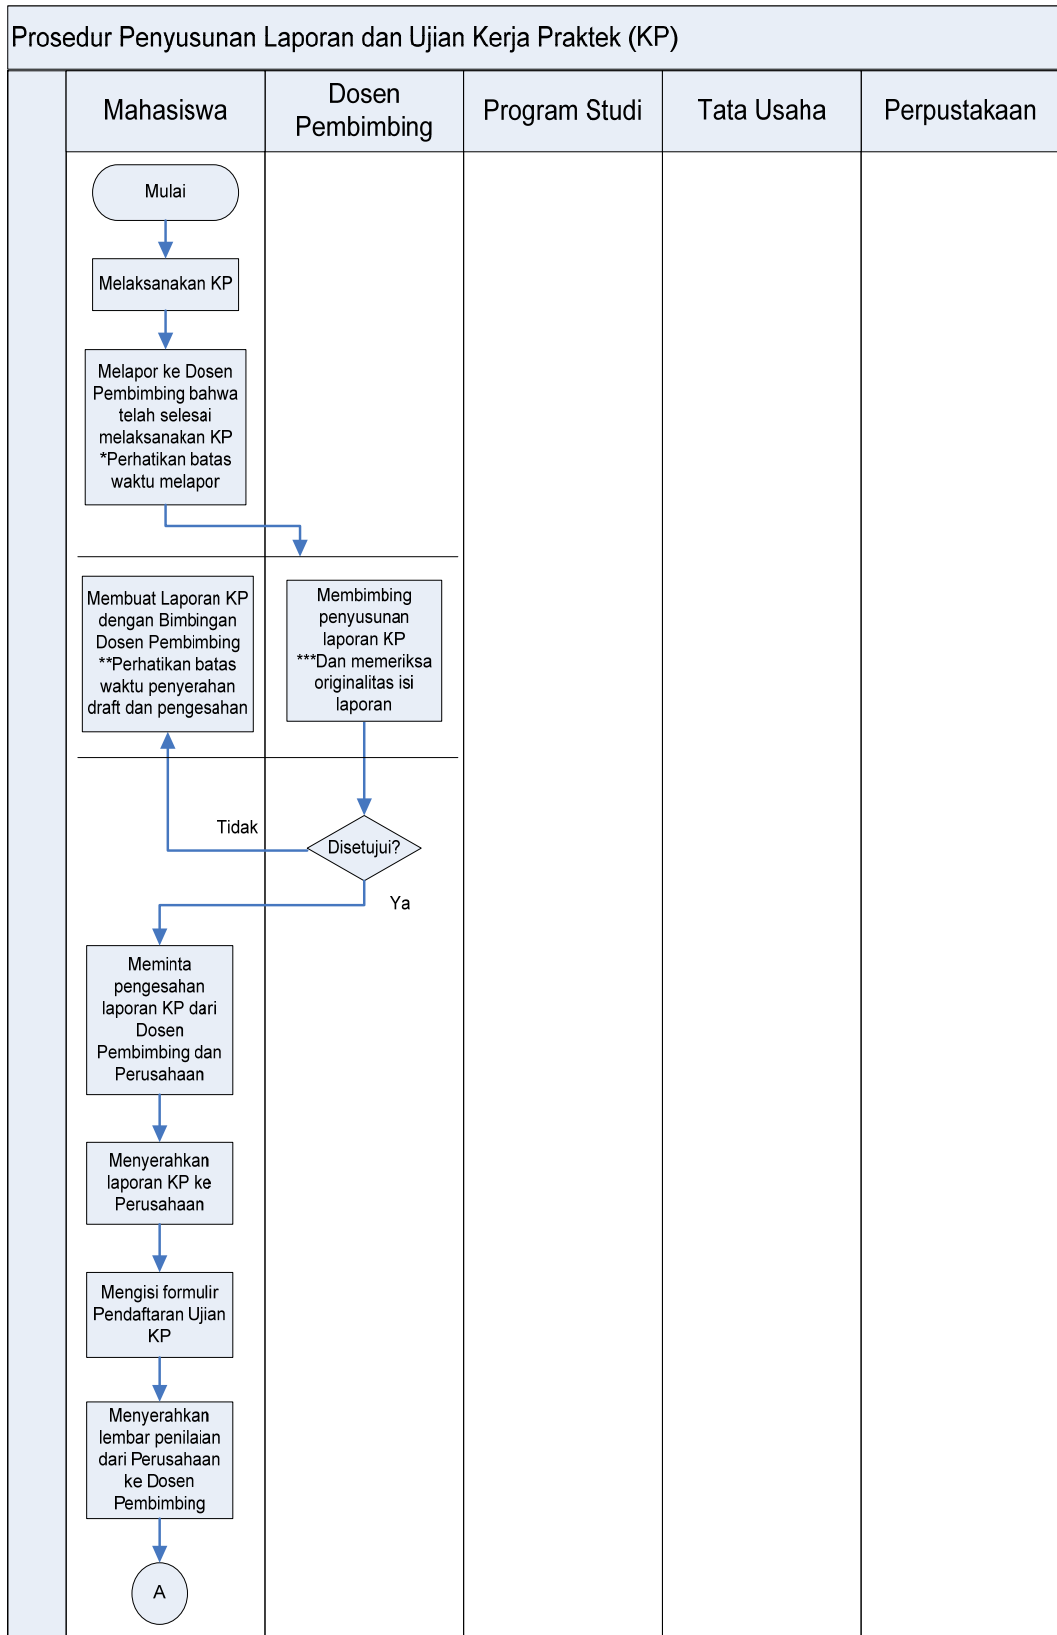 Prosedur Penyusunan Laporan dan Ujian Kerja Praktek (KP)
Mahasiswa
Dosen
Pembimbing
Program Studi
Tata Usaha
Perpustakaan
Mulai
Melaksanakan KP
Melapor ke Dosen
Pembimbing bahwa
telah selesai
melaksanakan KP
*Perhatikan batas
waktu melapor
Membuat Laporan KP
dengan Bimbingan
Dosen Pembimbing
**Perhatikan batas
waktu penyerahan
draft dan pengesahan
Membimbing
penyusunan
laporan KP
***Dan memeriksa
originalitas isi
laporan
Tidak
Disetujui?
Ya
Meminta
pengesahan
laporan KP dari
Dosen
Pembimbing dan
Perusahaan
Menyerahkan
laporan KP ke
Perusahaan
Mengisi formulir
Pendaftaran Ujian
KP
Menyerahkan
lembar penilaian
dari Perusahaan
ke Dosen
Pembimbing
A